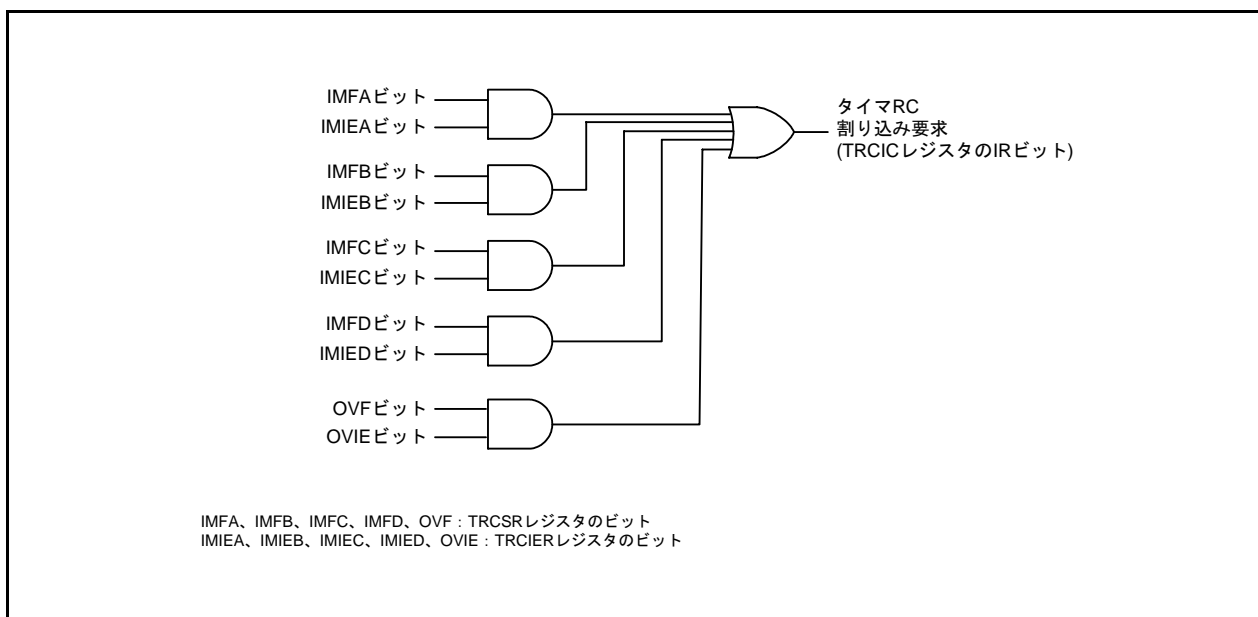 IMFAビット
IMIEAビット
IMFBビット
IMIEBビット
IMFCビット
IMIECビット
IMFDビット
IMIEDビット
OVFビット
OVIEビット
タイマRC
割り込み要求
(TRCICレジスタのIRビット)
IMFA、IMFB、IMFC、IMFD、OVF：TRCSRレジスタのビット
IMIEA、IMIEB、IMIEC、IMIED、OVIE：TRCIERレジスタのビット